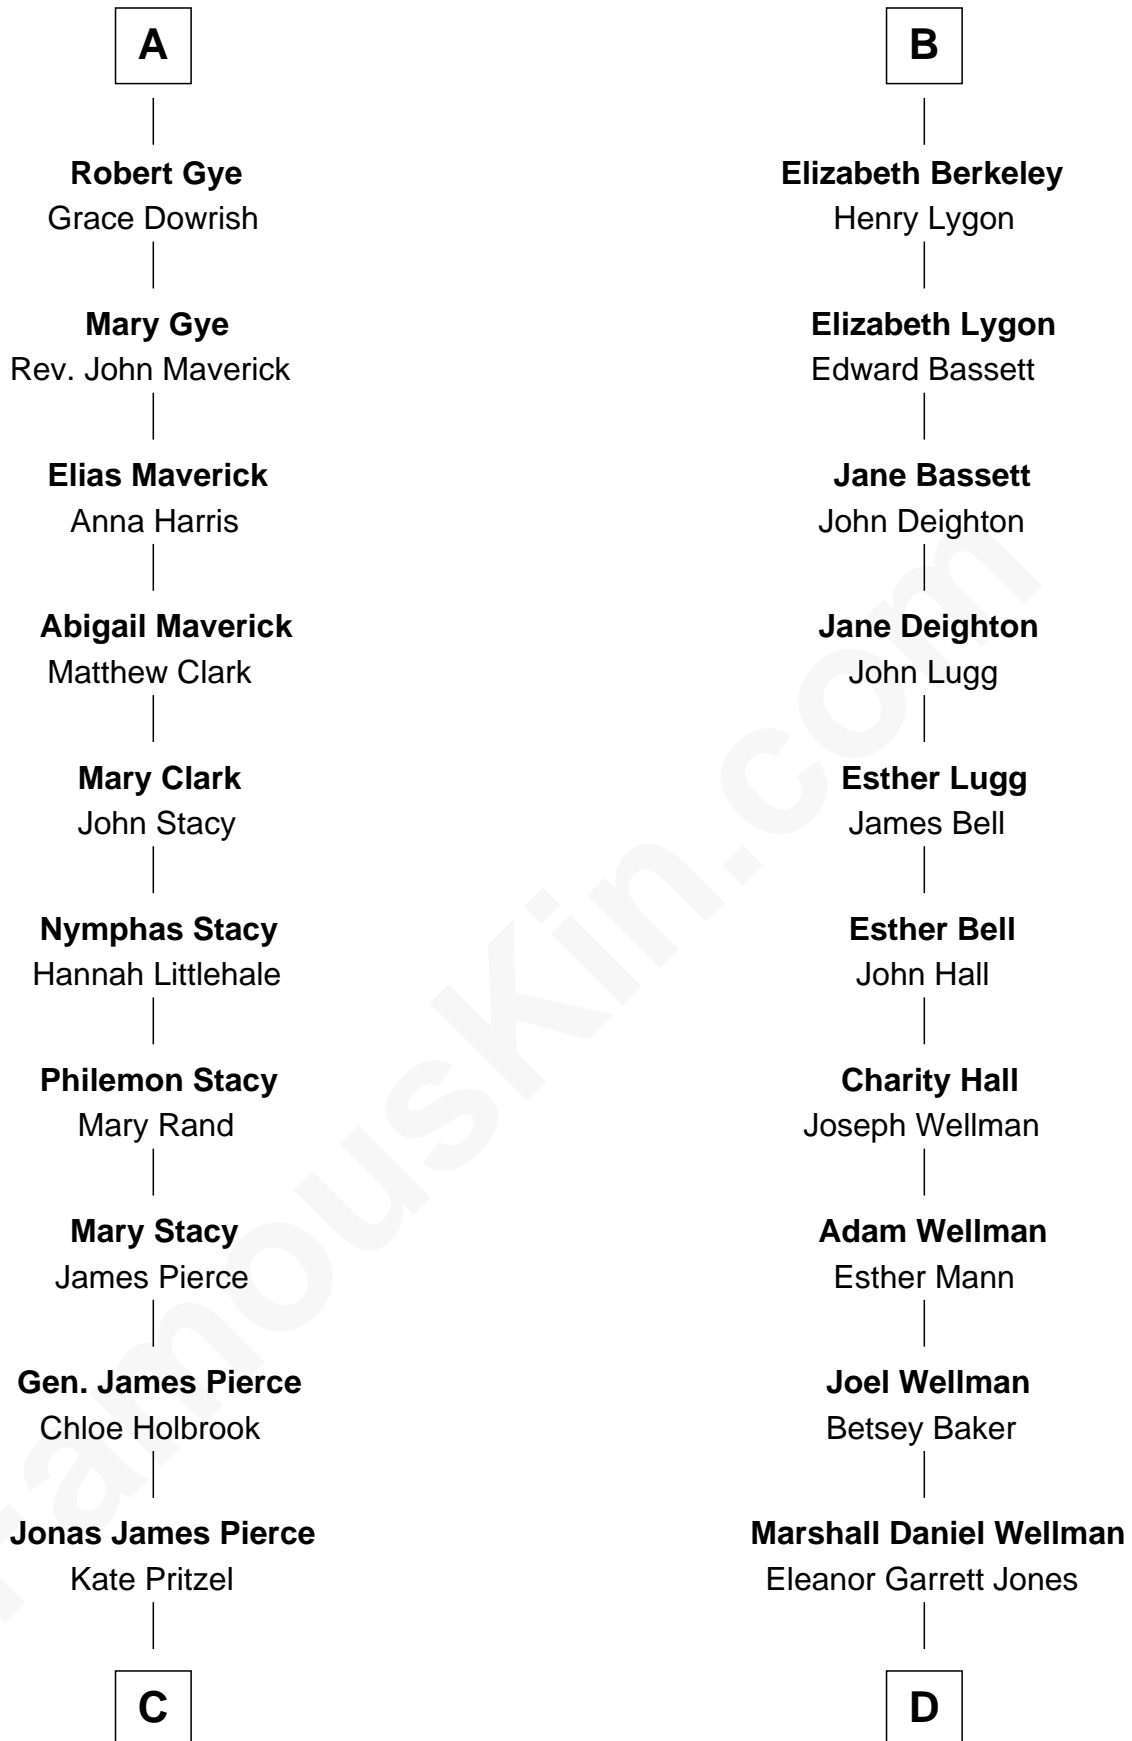 A
Robert Gye
Grace Dowrish
Mary Gye
Rev. John Maverick
Elias Maverick
Anna Harris
Abigail Maverick
Matthew Clark
Mary Clark
John Stacy
Nymphas Stacy
Hannah Littlehale
Philemon Stacy
Mary Rand
Mary Stacy
James Pierce
Gen. James Pierce
Chloe Holbrook
Jonas James Pierce
Kate Pritzel
C
B
Elizabeth Berkeley
Henry Lygon
Elizabeth Lygon
Edward Bassett
Jane Bassett
John Deighton
Jane Deighton
John Lugg
Esther Lugg
James Bell
Esther Bell
John Hall
Charity Hall
Joseph Wellman
Adam Wellman
Esther Mann
Joel Wellman
Betsey Baker
Marshall Daniel Wellman
Eleanor Garrett Jones
D
FamousKin.com